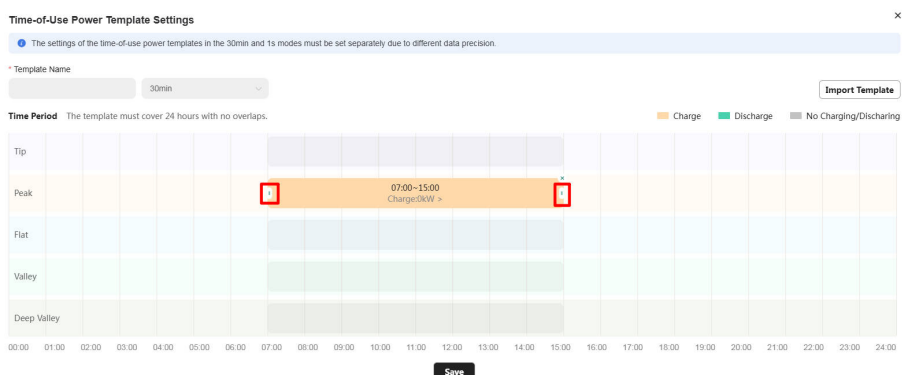 Time-of-Use Power Template Settings
×
The settings of the time-of-use power templates in the 30min and 1s modes must be set separately due to different data precision.
* Template Name
30min
Import Template
Time Period The template must cover 24 hours with no overlaps.
Charge Discharge No Charging/Discharing
Tip
Peak
07:00~15:00
Charge:0kW >
Flat
Valley
Deep Valley
00:00 01:00 02:00 03:00 04:00 05:00 06:00 07:00 08:00 09:00 10:00 11:00 12:00 13:00 14:00 15:00 16:00 17:00 18:00 19:00 20:00 21:00 22:00 23:00 24:00
Save